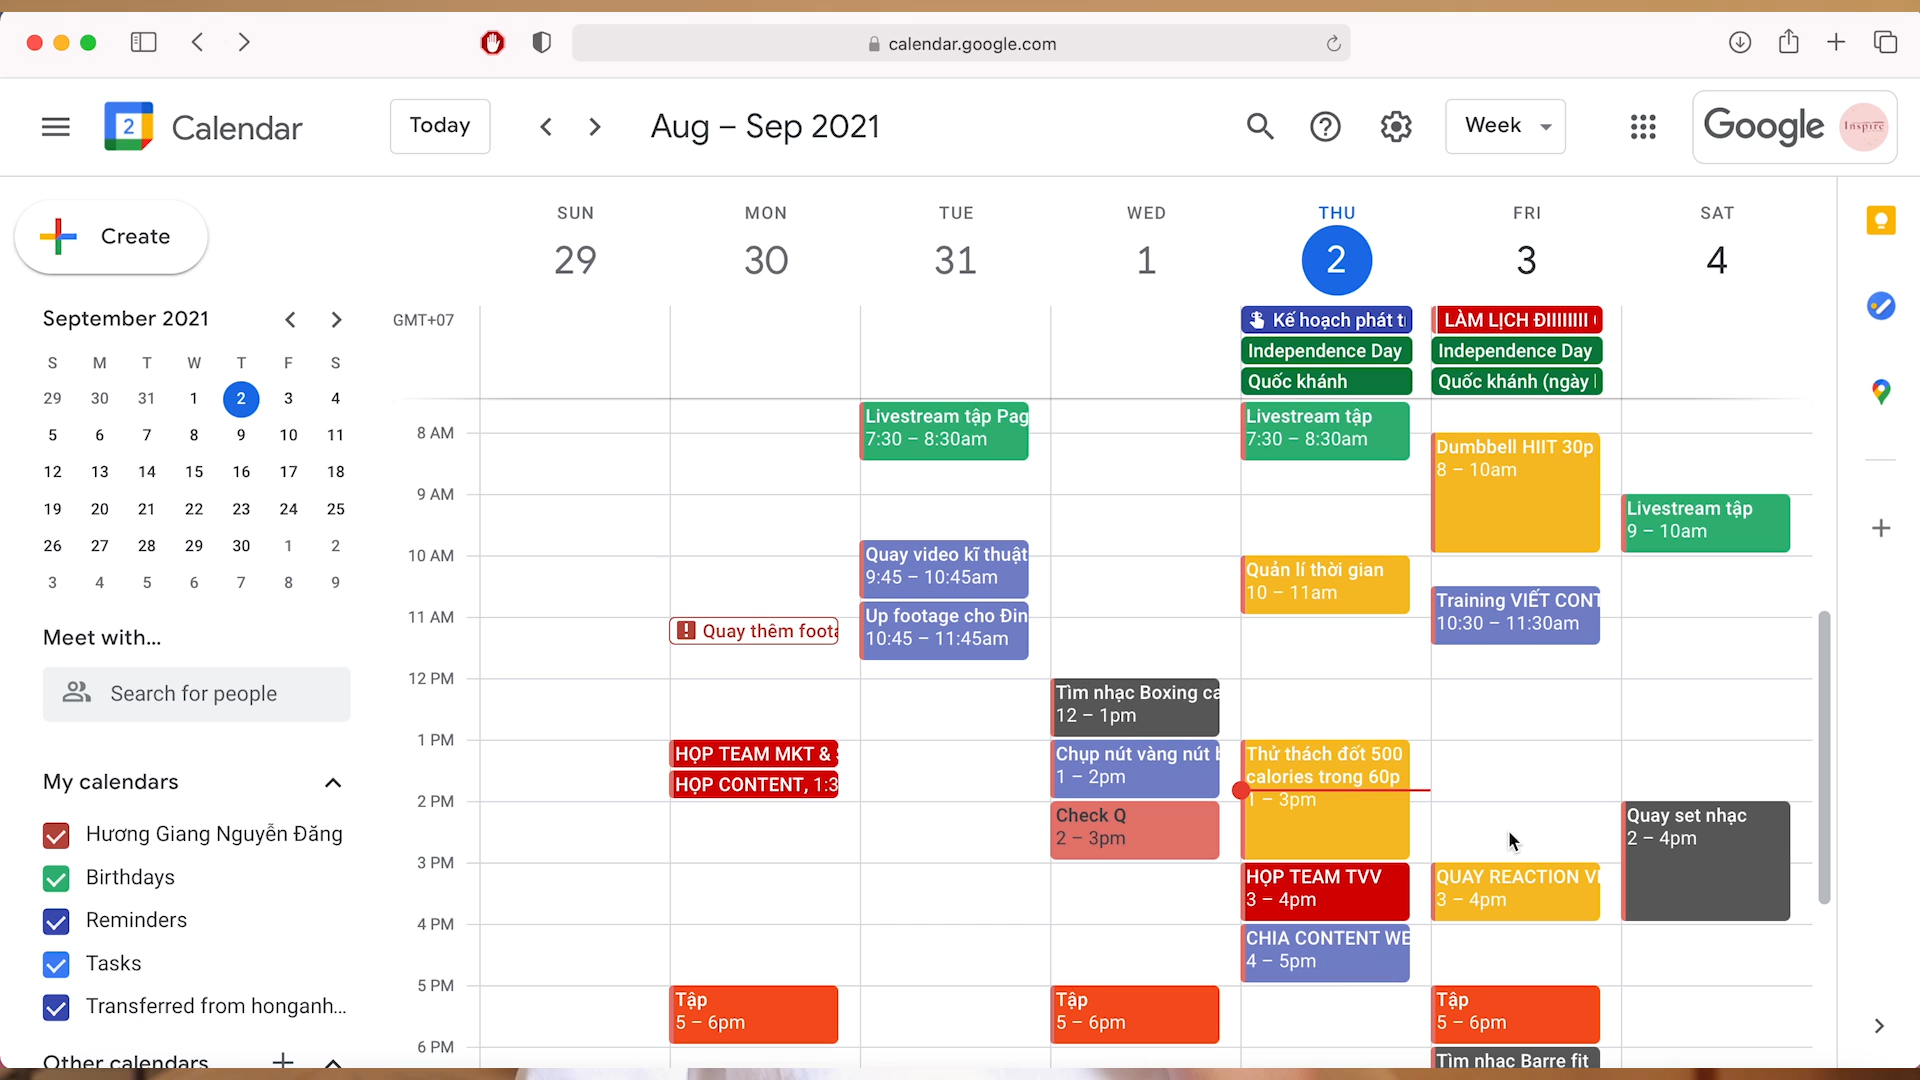 calendar.google.com
2
Calendar
Today
Aug – Sep 2021
Week
Google
Inspire
Create
SUN
MON
TUE
WED
THU
FRI
SAT
29
30
31
1
2
3
4
September 2021
S M T W T F S
29 30 31 1 2 3 4
5 6 7 8 9 10 11
12 13 14 15 16 17 18
19 20 21 22 23 24 25
26 27 28 29 30 1 2
3 4 5 6 7 8 9
Meet with...
Search for people
My calendars
Hương Giang Nguyễn Đăng
Birthdays
Reminders
Tasks
Transferred from honganh...
Other calendars
GMT+07
8 AM
9 AM
10 AM
11 AM
12 PM
1 PM
2 PM
3 PM
4 PM
5 PM
6 PM
Quay thêm foota
HỌP TEAM MKT &
HỌP CONTENT, 1:3
Tập
5 – 6pm
Livestream tập Pag
7:30 – 8:30am
Quay video kĩ thuật
9:45 – 10:45am
Up footage cho Đin
10:45 – 11:45am
Tìm nhạc Boxing ca
12 – 1pm
Chụp nút vàng nút b
1 – 2pm
Check Q
2 – 3pm
Tập
5 – 6pm
Kế hoạch phát t
Independence Day
Quốc khánh
Livestream tập
7:30 – 8:30am
Quản lí thời gian
10 – 11am
Thử thách đốt 500
calories trong 60p
1 – 3pm
HỌP TEAM TVV
3 – 4pm
CHIA CONTENT WE
4 – 5pm
LÀM LỊCH ĐIIIIIIII
Independence Day
Quốc khánh (ngày
Dumbbell HIIT 30p
8 – 10am
Training VIẾT CONT
10:30 – 11:30am
QUAY REACTION VI
3 – 4pm
Tập
5 – 6pm
Tìm nhạc Barre fit
Livestream tập
9 – 10am
Quay set nhạc
2 – 4pm